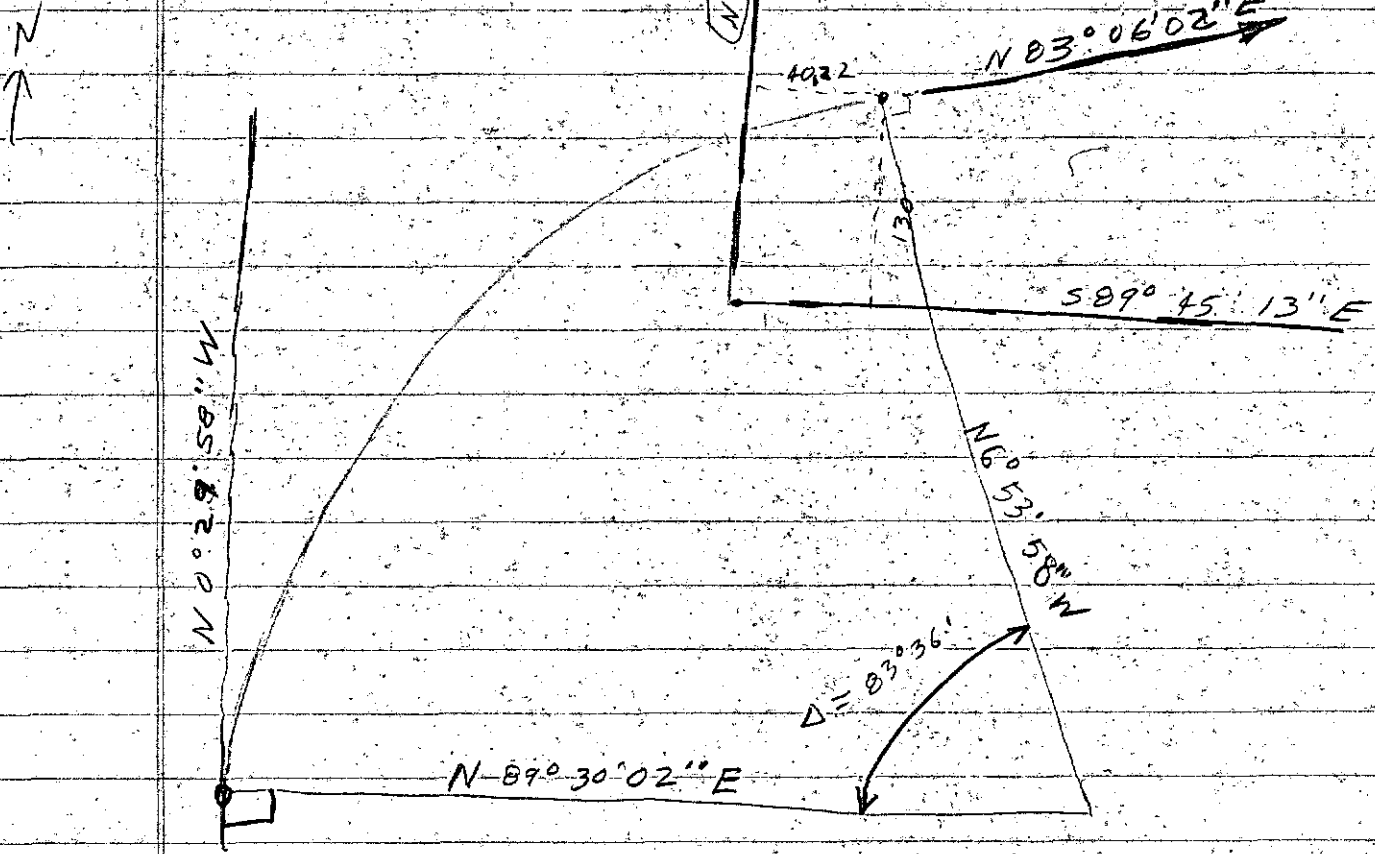 N
N
N 83° 06' 02" E
40.22
130
S 89° 45' 13" E
N 0° 29' 58" W
N 6° 53' 58" W
Δ = 83° 36'
N 89° 30' 02" E